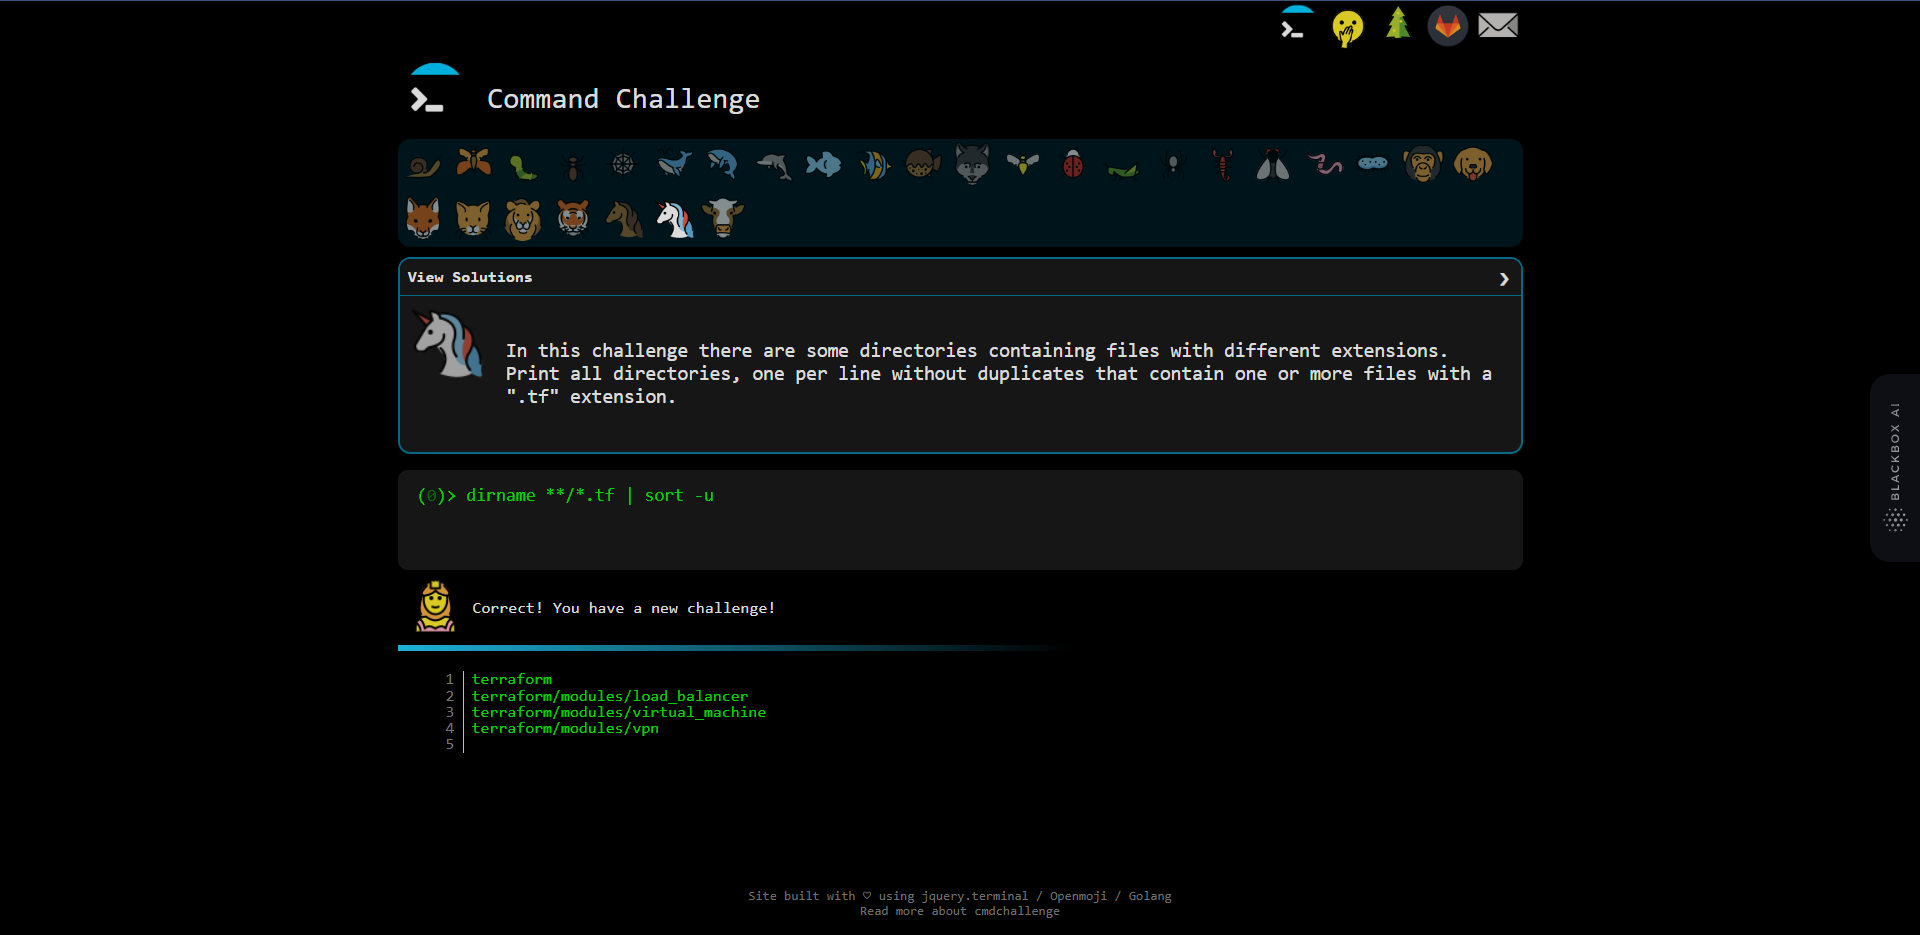 Command Challenge
View Solutions
In this challenge there are some directories containing files with different extensions.
Print all directories, one per line without duplicates that contain one or more files with a
".tf" extension.
(0)> dirname **/*.tf | sort -u
Correct! You have a new challenge!
1 terraform
2 terraform/modules/load_balancer
3 terraform/modules/virtual_machine
4 terraform/modules/vpn
5
BLACKBOX AI
Site built with ♡ using jquery.terminal / Openmoji / Golang
Read more about cmdchallenge